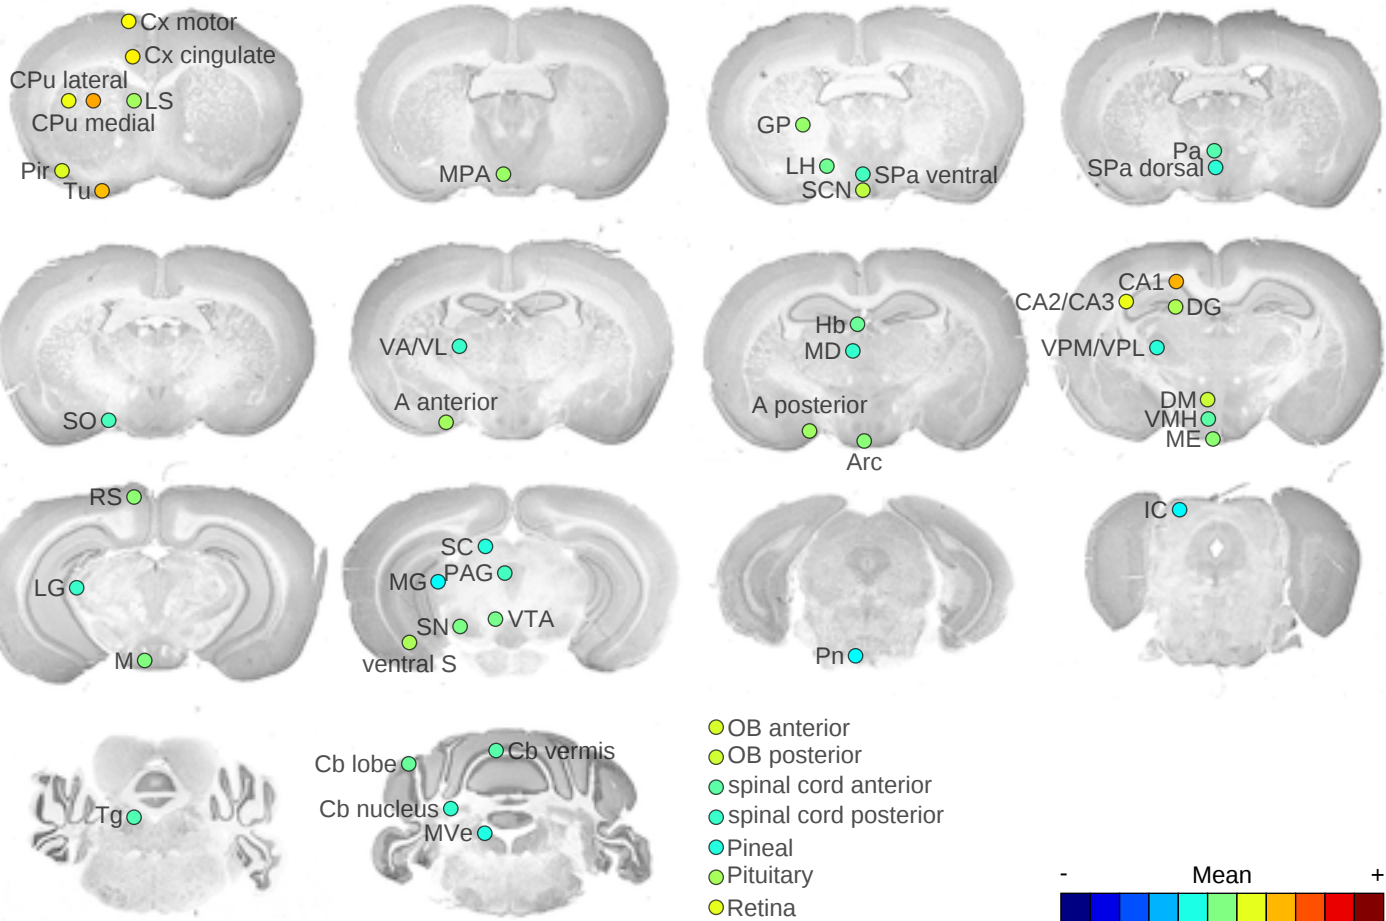 Cx motor
Cx cingulate
CPu lateral
LS
CPu medial
Pir
Tu
MPA
GP
LH
SPa ventral
SCN
Pa
SPa dorsal
SO
VA/VL
A anterior
Hb
MD
A posterior
Arc
CA1
CA2/CA3
DG
VPM/VPL
DM
VMH
ME
RS
LG
M
SC
MG
PAG
SN
VTA
ventral S
Pn
IC
Tg
Cb lobe
Cb vermis
Cb nucleus
MVe
OB anterior
OB posterior
spinal cord anterior
spinal cord posterior
Pineal
Pituitary
Retina
- Mean +